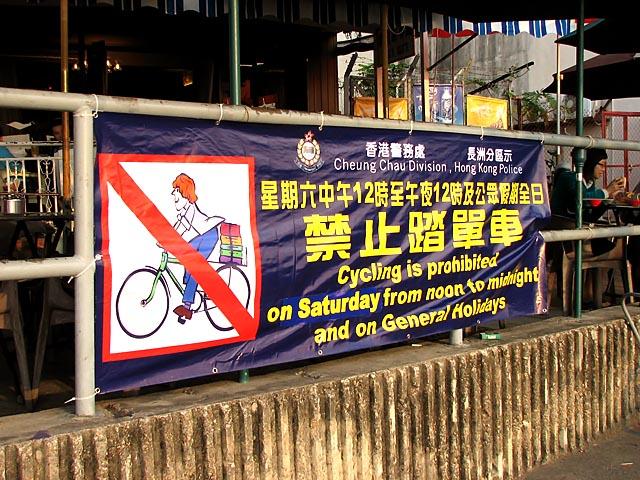 香港警務處 長洲分區示
Cheung Chau Division, Hong Kong Police
星期六中午12時至午夜12時及公眾假期全日
禁止踏單車
Cycling is prohibited
on Saturday from noon to midnight
and on General Holidays